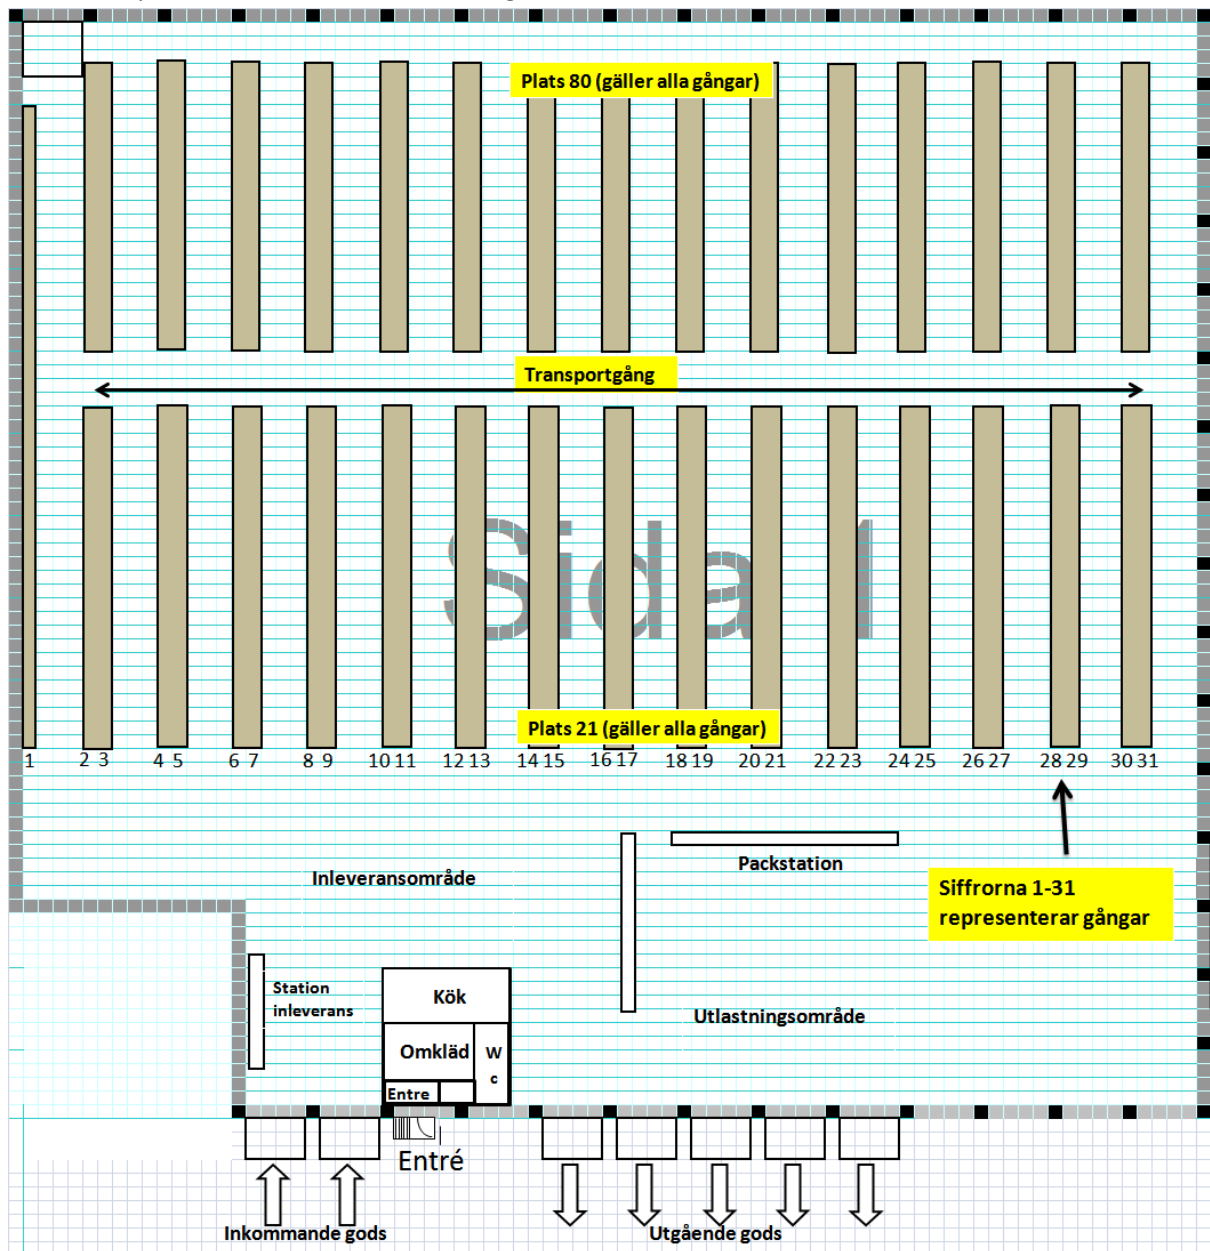 Plats 80 (gäller alla gångar)
Transportgång
Sida 1
Plats 21 (gäller alla gångar)
1 2 3 4 5 6 7 8 9 10 11 12 13 14 15 16 17 18 19 20 21 22 23 24 25 26 27 28 29 30 31
Packstation
Inleveransområde
Siffrorna 1-31
representerar gångar
Station
inleverans
Kök
Utlastningsområde
Omkläd
W
c
Entre
Entré
Inkommande gods
Utgående gods